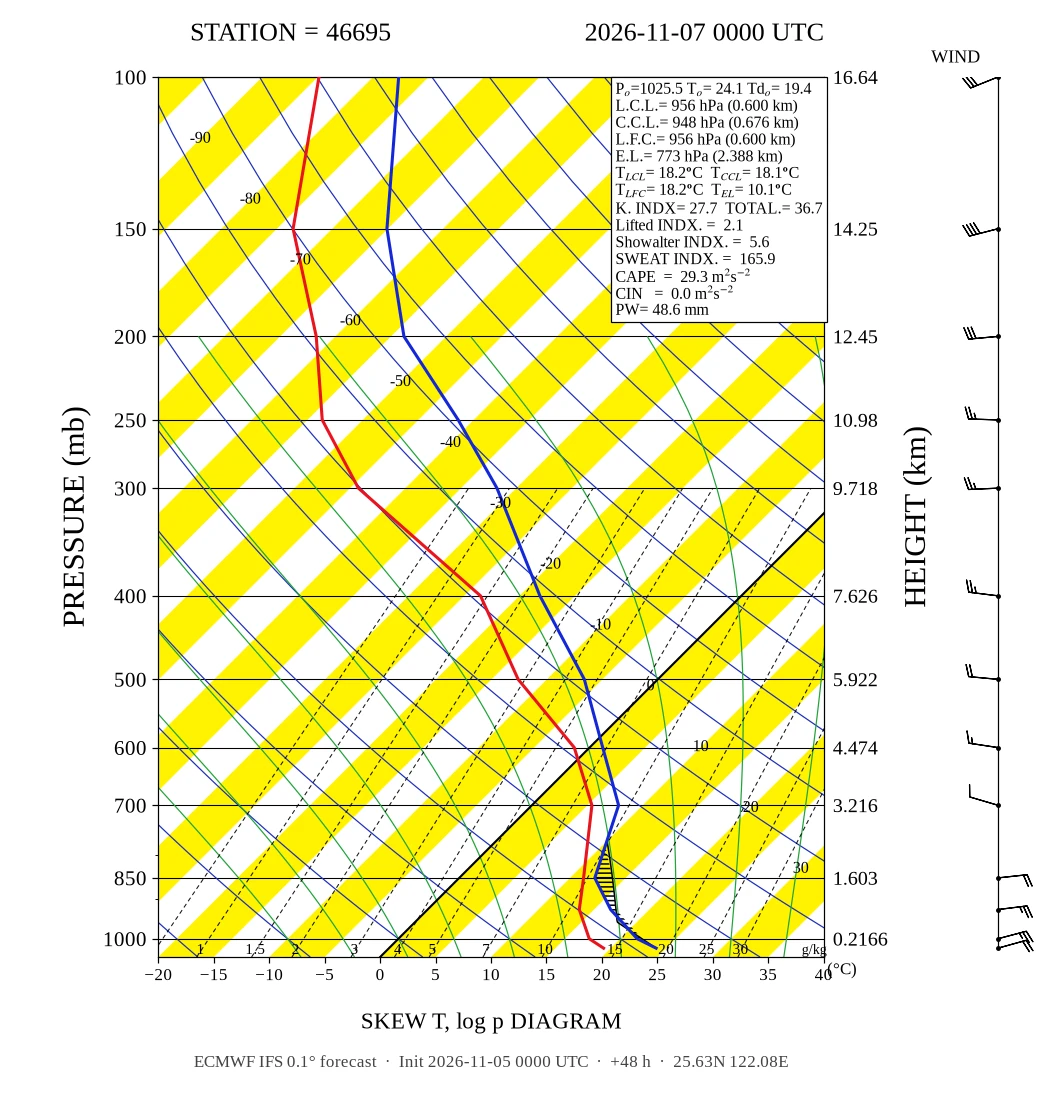 STATION = 46695
2026-11-07 0000 UTC
WIND
Pₒ=1025.5 Tₒ= 24.1 Tdₒ= 19.4
L.C.L.= 956 hPa (0.600 km)
C.C.L.= 948 hPa (0.676 km)
L.F.C.= 956 hPa (0.600 km)
E.L.= 773 hPa (2.388 km)
T_LCL= 18.2°C T_CCL= 18.1°C
T_LFC= 18.2°C T_EL= 10.1°C
K. INDX= 27.7 TOTAL.= 36.7
Lifted INDX. = 2.1
Showalter INDX. = 5.6
SWEAT INDX. = 165.9
CAPE = 29.3 m²s⁻²
CIN = 0.0 m²s⁻²
PW= 48.6 mm
PRESSURE (mb)
100
150
200
250
300
400
500
600
700
850
1000
-90
-80
-70
-60
-50
-40
-30
-20
-10
0
10
20
30
16.64
14.25
12.45
10.98
9.718
7.626
5.922
4.474
3.216
1.603
0.2166
HEIGHT (km)
1 1.5 2 3 4 5 7 10 15 20 25 30 g/kg
−20 −15 −10 −5 0 5 10 15 20 25 30 35 40 (°C)
SKEW T, log p DIAGRAM
ECMWF IFS 0.1° forecast · Init 2026-11-05 0000 UTC · +48 h · 25.63N 122.08E